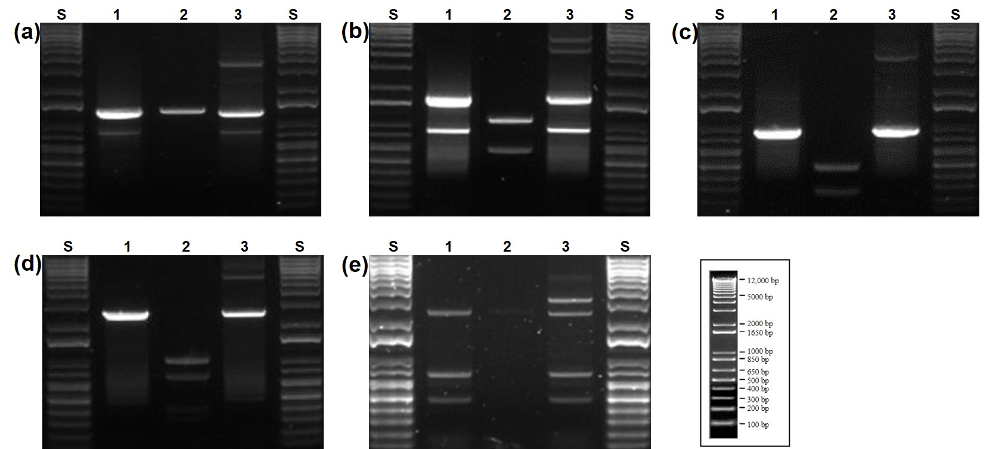 S 1 2 3 S
(a)
S 1 2 3 S
(b)
S 1 2 3 S
(c)
S 1 2 3 S
(d)
S 1 2 3 S
(e)
12,000 bp
5000 bp
2000 bp
1650 bp
1000 bp
850 bp
650 bp
500 bp
400 bp
300 bp
200 bp
100 bp